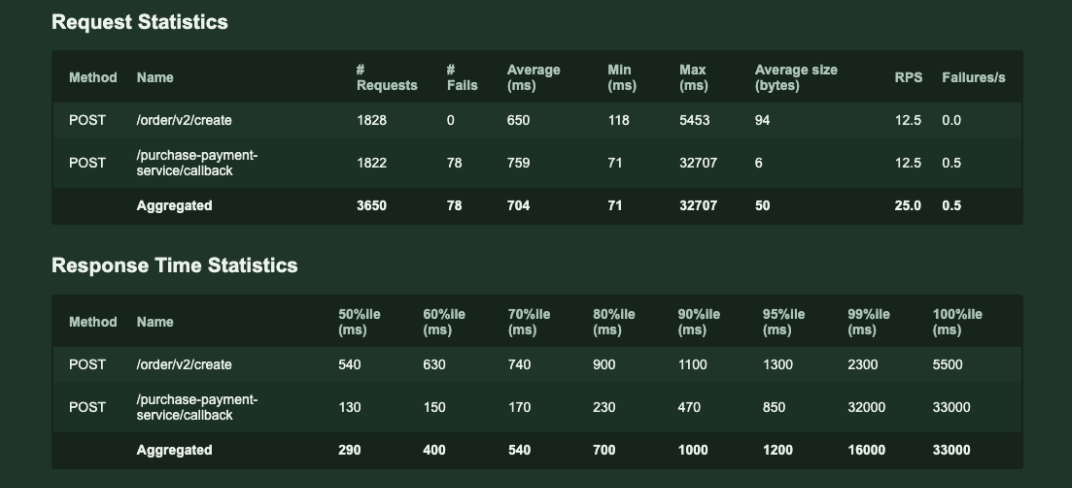 Request Statistics
Method Name # Requests # Fails Average (ms) Min (ms) Max (ms) Average size (bytes) RPS Failures/s
POST /order/v2/create 1828 0 650 118 5453 94 12.5 0.0
POST /purchase-payment-service/callback 1822 78 759 71 32707 6 12.5 0.5
Aggregated 3650 78 704 71 32707 50 25.0 0.5
Response Time Statistics
Method Name 50%ile (ms) 60%ile (ms) 70%ile (ms) 80%ile (ms) 90%ile (ms) 95%ile (ms) 99%ile (ms) 100%ile (ms)
POST /order/v2/create 540 630 740 900 1100 1300 2300 5500
POST /purchase-payment-service/callback 130 150 170 230 470 850 32000 33000
Aggregated 290 400 540 700 1000 1200 16000 33000